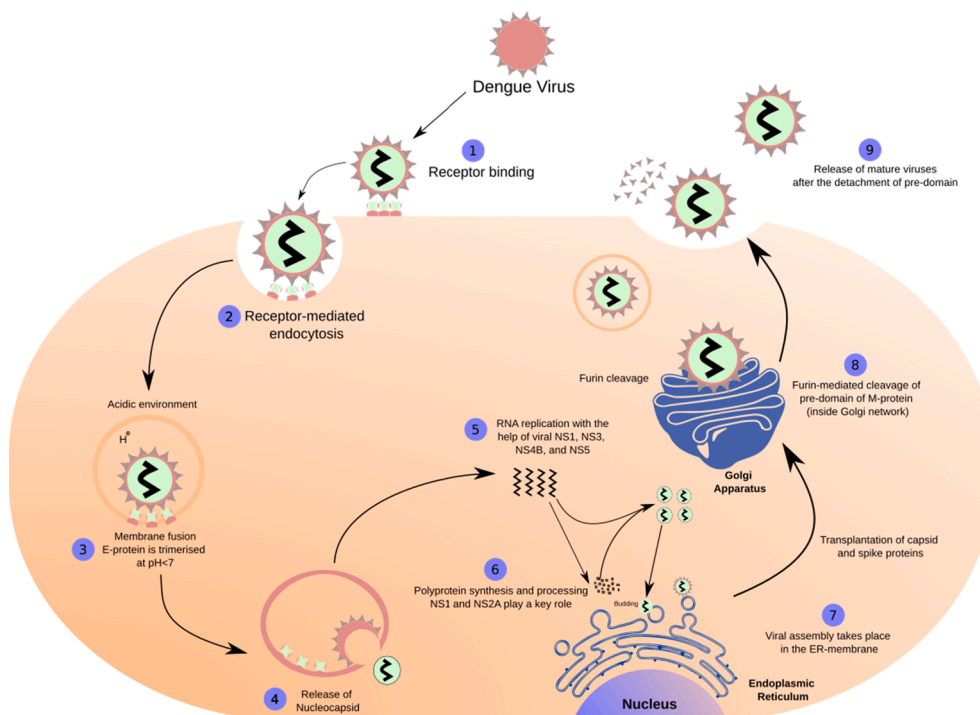 Dengue Virus
1
Receptor binding
2
Receptor-mediated
endocytosis
Acidic environment
H⊕
3
Membrane fusion
E-protein is trimerised
at pH<7
4
Release of
Nucleocapsid
5
RNA replication with the
help of viral NS1, NS3,
NS4B, and NS5
6
Polyprotein synthesis and processing
NS1 and NS2A play a key role
Budding
Nucleus
Endoplasmic
Reticulum
7
Viral assembly takes place
in the ER-membrane
Transplantation of capsid
and spike proteins
Golgi
Apparatus
Furin cleavage
8
Furin-mediated cleavage of
pre-domain of M-protein
(inside Golgi network)
9
Release of mature viruses
after the detachment of pre-domain